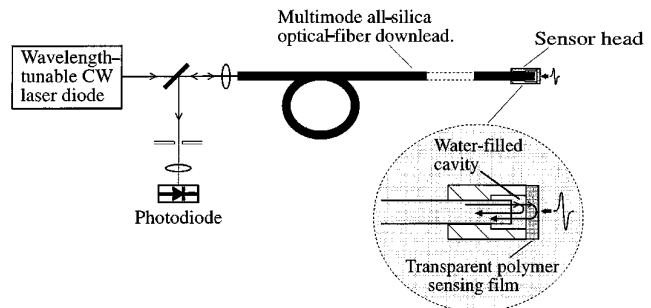 Multimode all-silica
optical-fiber downlead.
Sensor head
Wavelength–
tunable CW
laser diode
Photodiode
Water-filled
cavity
Transparent polymer
sensing film